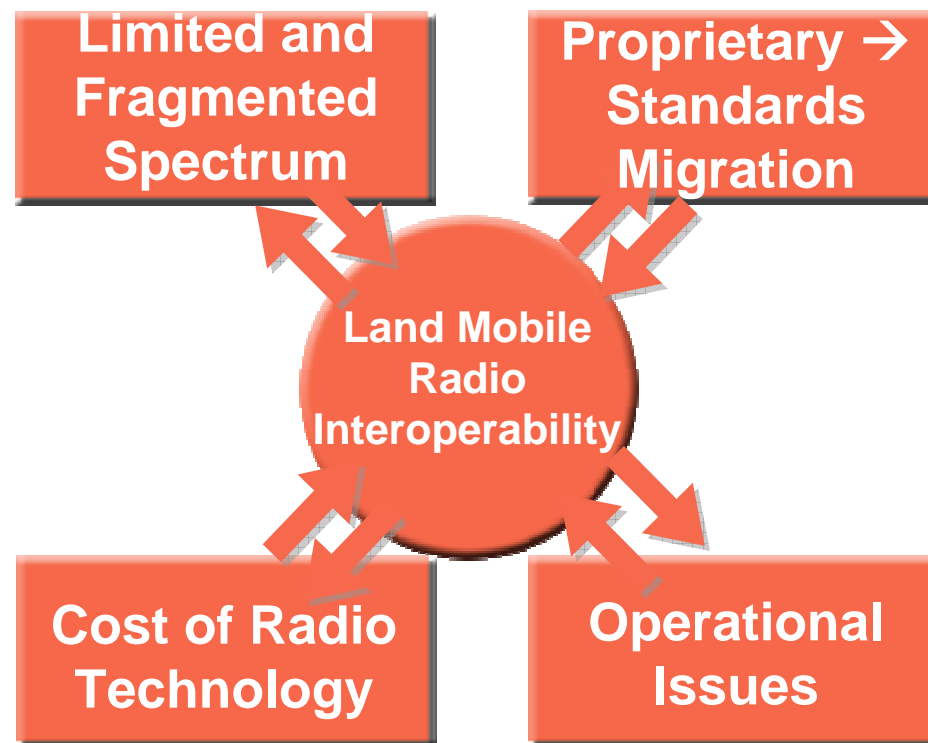 Limited and
Fragmented
Spectrum
Proprietary →
Standards
Migration
Land Mobile
Radio
Interoperability
Cost of Radio
Technology
Operational
Issues